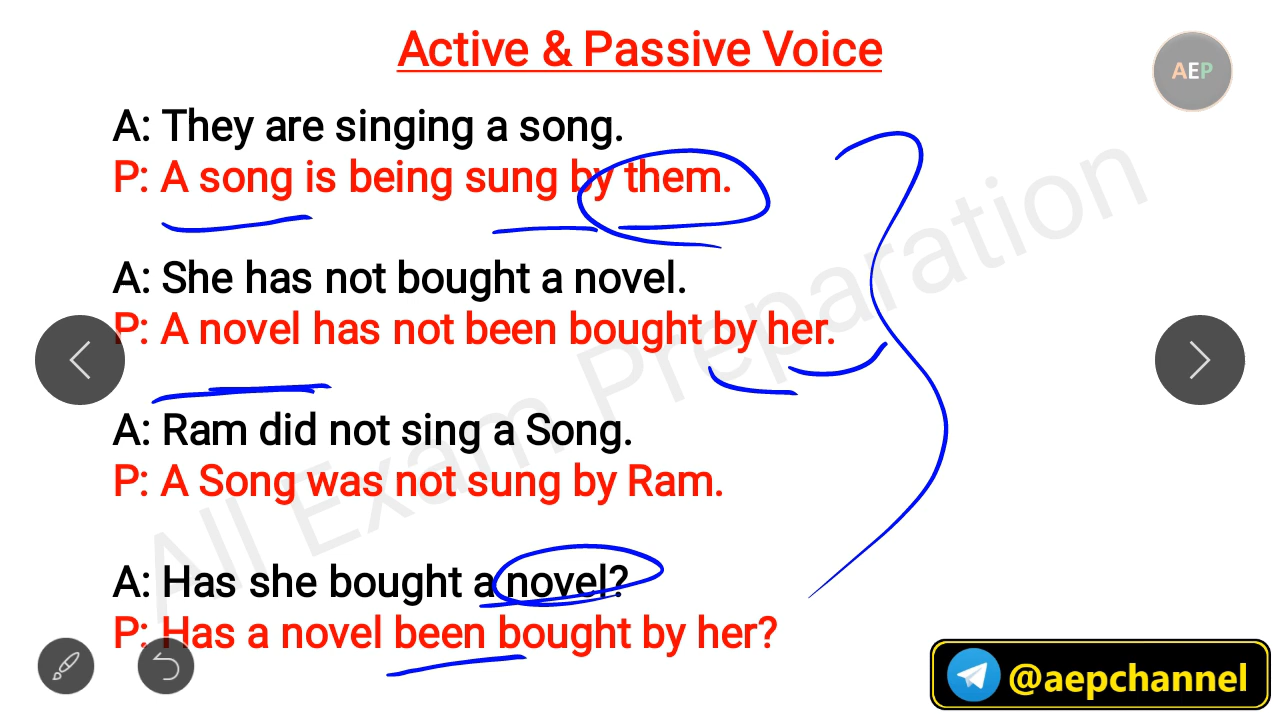 Active & Passive Voice
AEP
A: They are singing a song.
P: A song is being sung by them.
A: She has not bought a novel.
P: A novel has not been bought by her.
A: Ram did not sing a Song.
P: A Song was not sung by Ram.
A: Has she bought a novel?
P: Has a novel been bought by her?
All Exam Preparation
@aepchannel